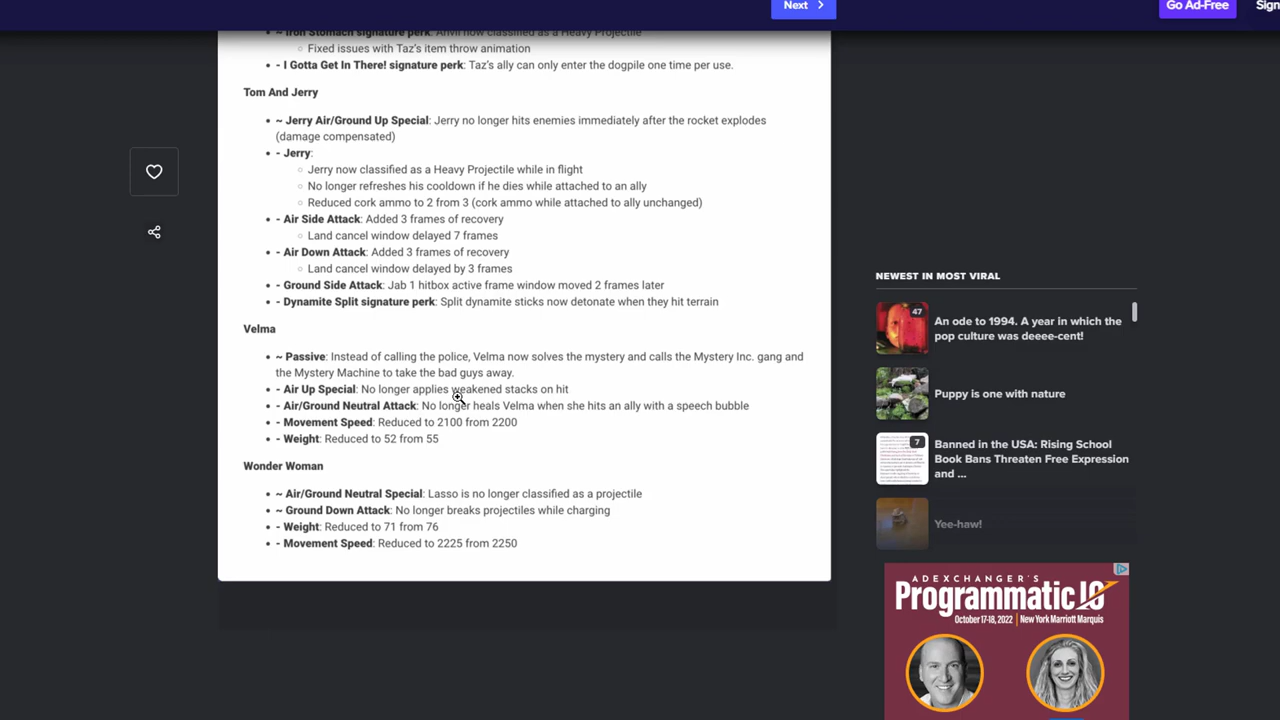 Next >
Go Ad-Free
Sign
~ Iron Stomach signature perk: Anvil now classified as a Heavy Projectile
Fixed issues with Taz's item throw animation
- I Gotta Get In There! signature perk: Taz's ally can only enter the dogpile one time per use.
Tom And Jerry
~ Jerry Air/Ground Up Special: Jerry no longer hits enemies immediately after the rocket explodes
(damage compensated)
- Jerry:
Jerry now classified as a Heavy Projectile while in flight
No longer refreshes his cooldown if he dies while attached to an ally
Reduced cork ammo to 2 from 3 (cork ammo while attached to ally unchanged)
- Air Side Attack: Added 3 frames of recovery
Land cancel window delayed 7 frames
- Air Down Attack: Added 3 frames of recovery
Land cancel window delayed by 3 frames
- Ground Side Attack: Jab 1 hitbox active frame window moved 2 frames later
- Dynamite Split signature perk: Split dynamite sticks now detonate when they hit terrain
Velma
~ Passive: Instead of calling the police, Velma now solves the mystery and calls the Mystery Inc. gang and
the Mystery Machine to take the bad guys away.
- Air Up Special: No longer applies weakened stacks on hit
- Air/Ground Neutral Attack: No longer heals Velma when she hits an ally with a speech bubble
- Movement Speed: Reduced to 2100 from 2200
- Weight: Reduced to 52 from 55
Wonder Woman
~ Air/Ground Neutral Special: Lasso is no longer classified as a projectile
~ Ground Down Attack: No longer breaks projectiles while charging
- Weight: Reduced to 71 from 76
- Movement Speed: Reduced to 2225 from 2250
NEWEST IN MOST VIRAL
47
An ode to 1994. A year in which the
pop culture was deeee-cent!
Puppy is one with nature
7
Banned in the USA: Rising School
Book Bans Threaten Free Expression
and ...
Yee-haw!
ADEXCHANGER'S
Programmatic IO
October 17-18, 2022 | New York Marriott Marquis